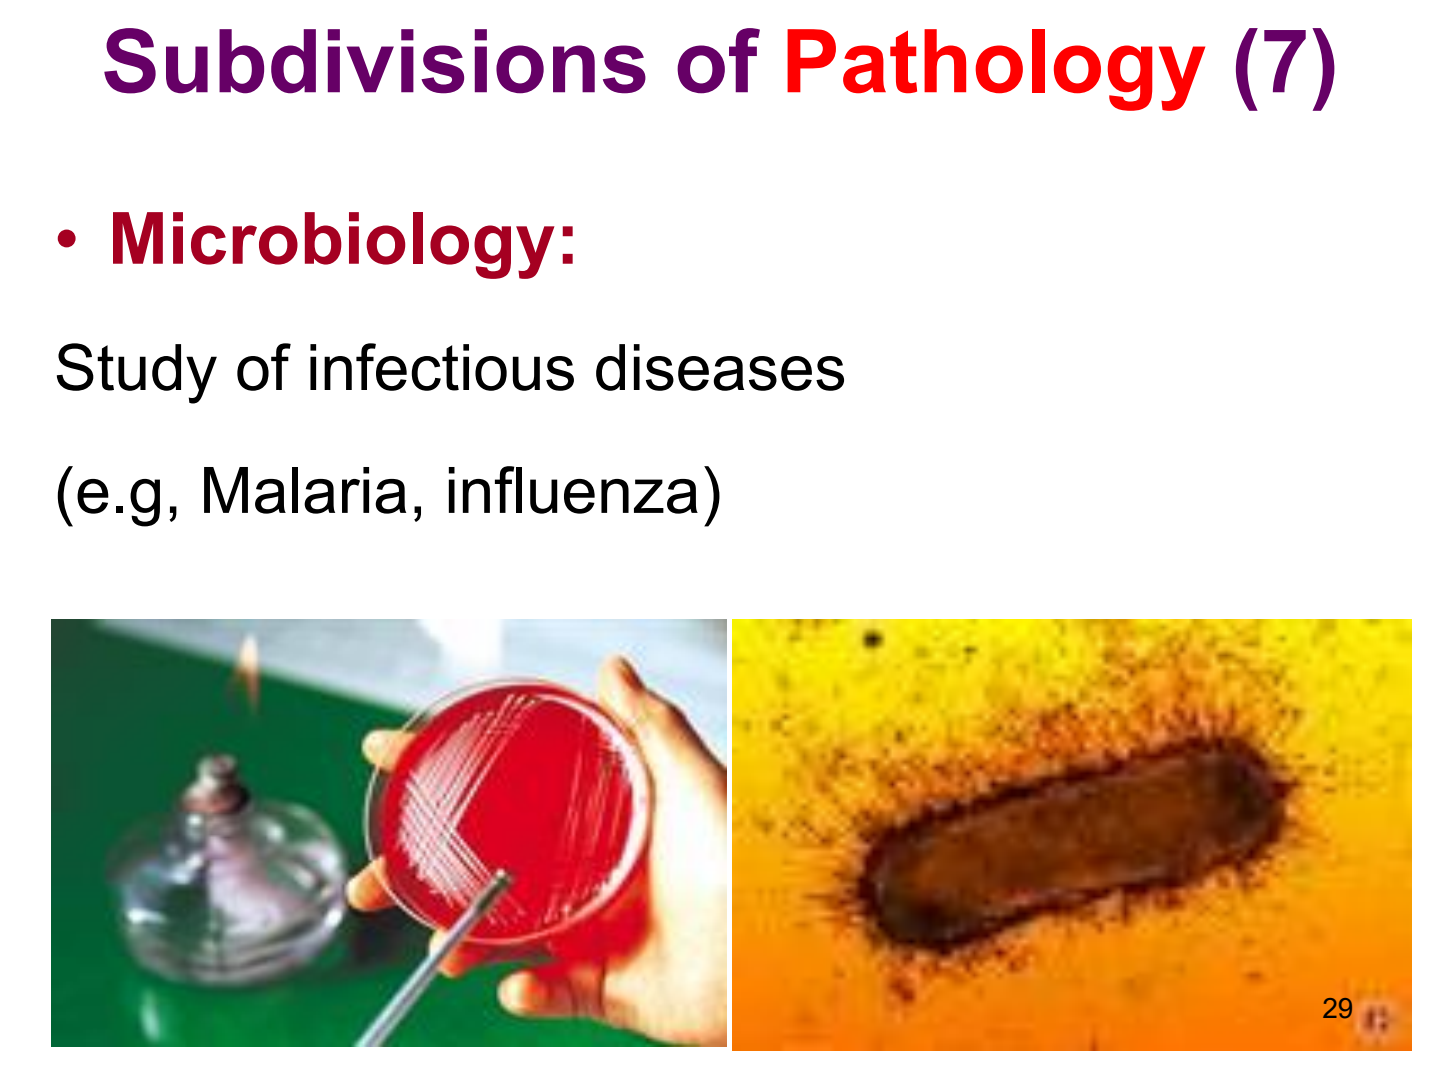 Subdivisions of Pathology (7)
• Microbiology:
Study of infectious diseases
(e.g, Malaria, influenza)
29